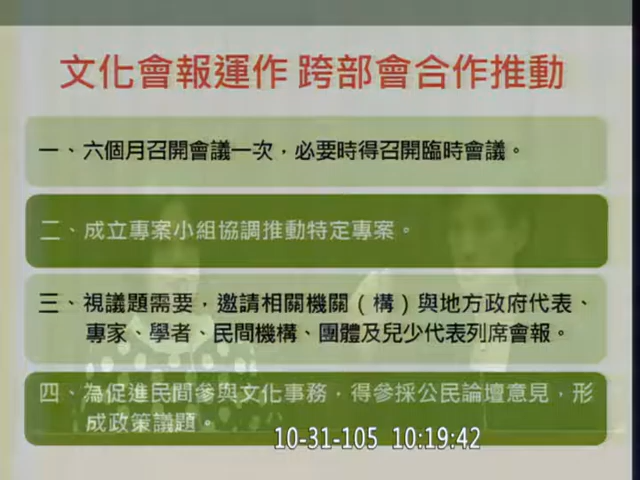 文化會報運作 跨部會合作推動
一、六個月召開會議一次，必要時得召開臨時會議。
二、成立專案小組協調推動特定專案。
三、視議題需要，邀請相關機關（構）與地方政府代表、
專家、學者、民間機構、團體及兒少代表列席會報。
四、為促進民間參與文化事務，得參採公民論壇意見，形
成政策議題。
10-31-105 10:19:42